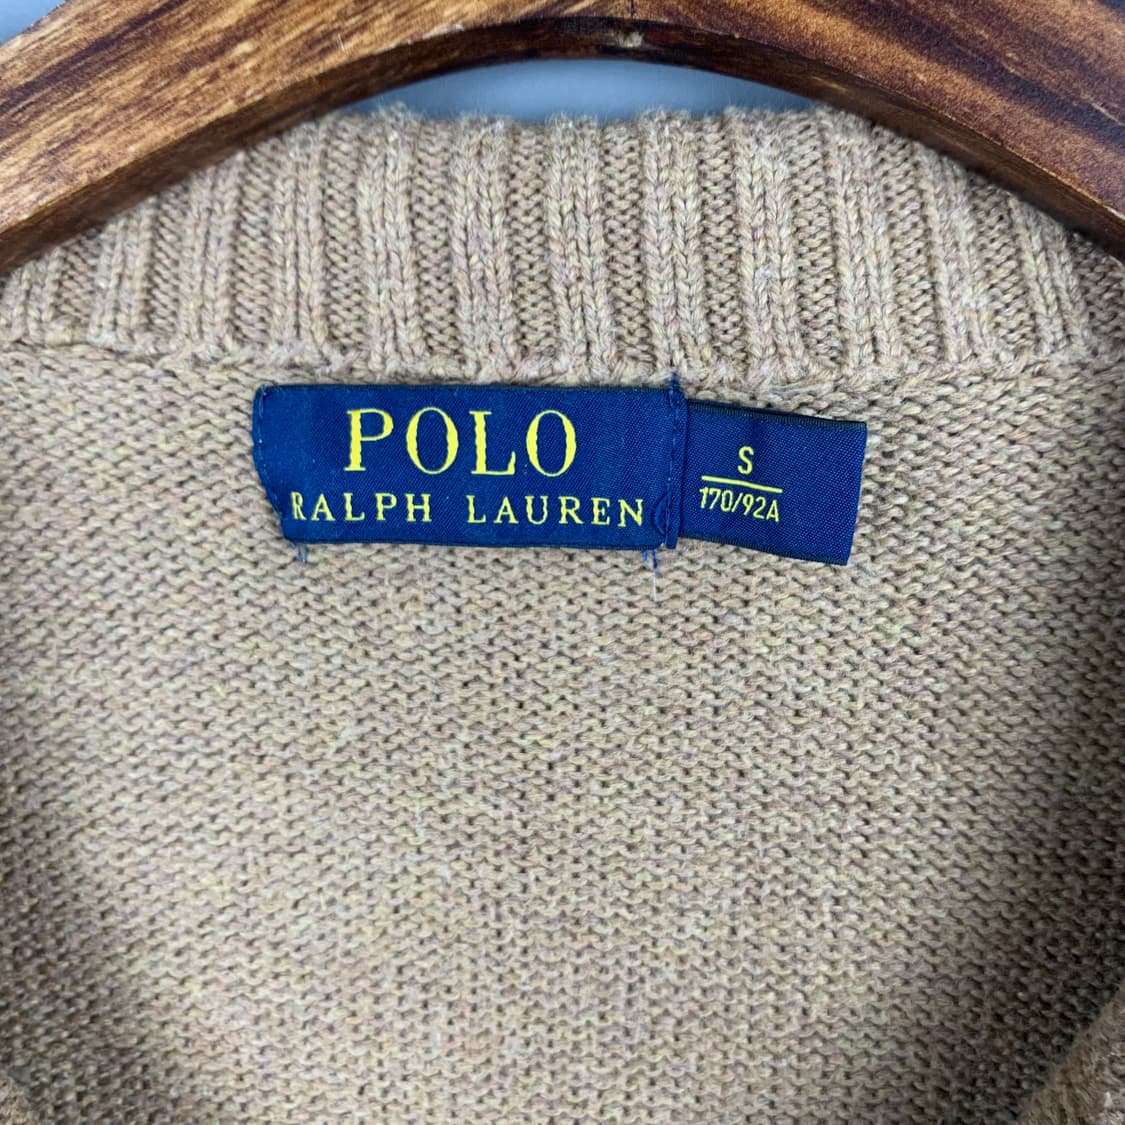 POLO
RALPH LAUREN
S
170/92A